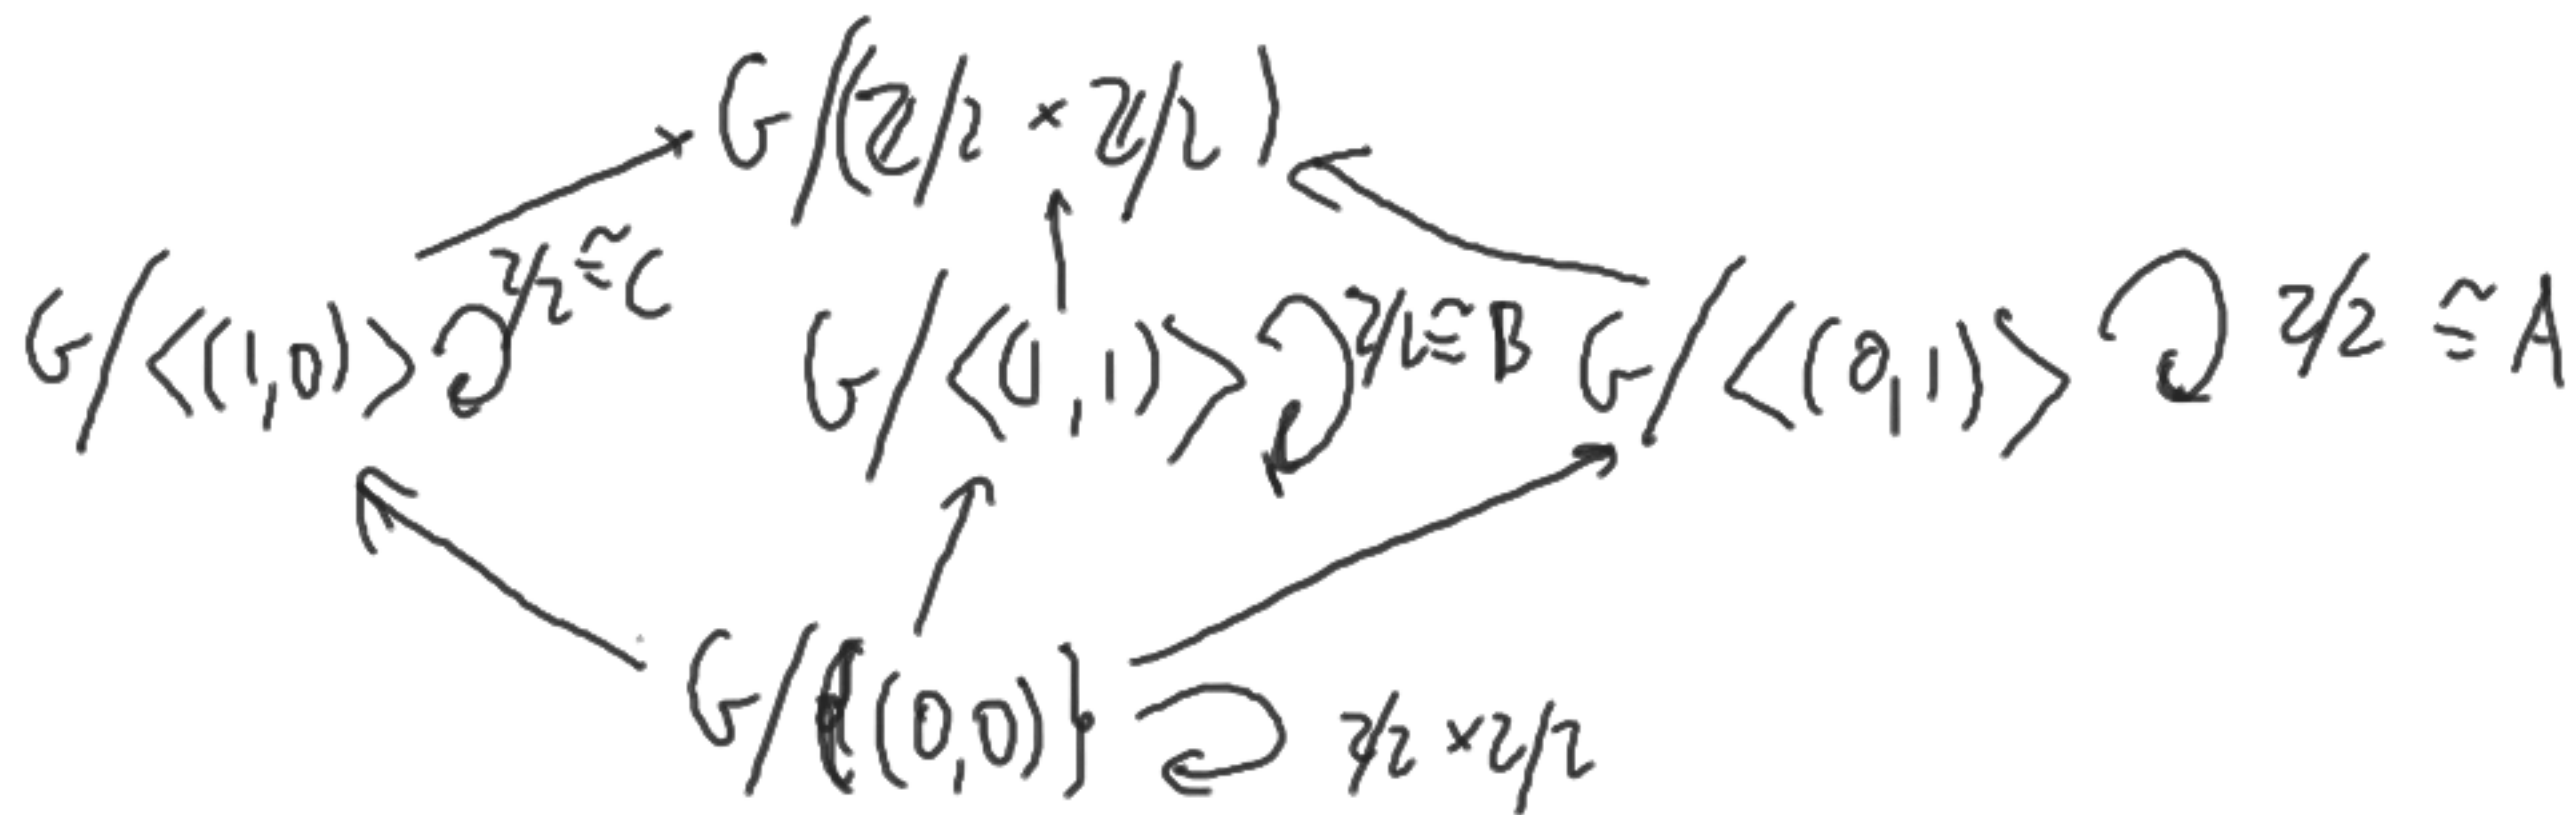 G/(ℤ/2 × ℤ/2)
G/<(1,0)> ℤ/2 ≅ C G/<(1,1)> ℤ/2 ≅ B G/<(0,1)> ℤ/2 ≅ A
G/{(0,0)} ℤ/2 × ℤ/2